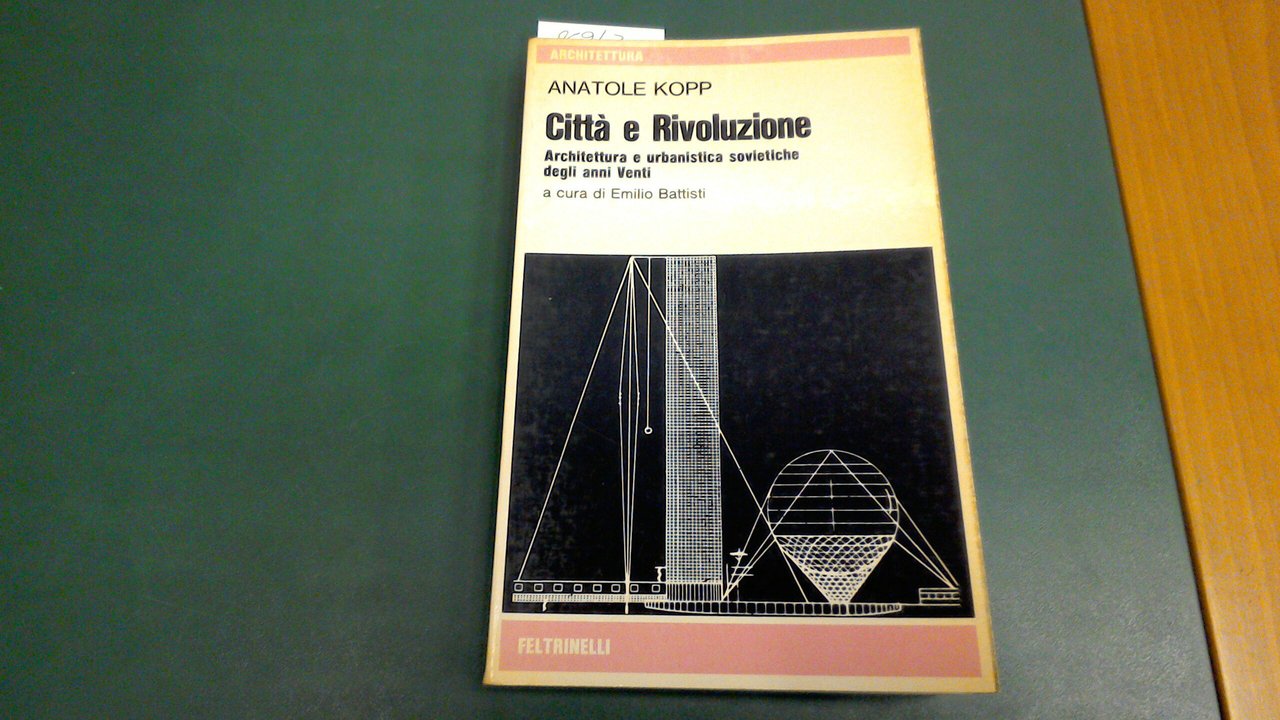 ARCHITETTURA
ANATOLE KOPP
Città e Rivoluzione
Architettura e urbanistica sovietiche
degli anni Venti
a cura di Emilio Battisti
FELTRINELLI